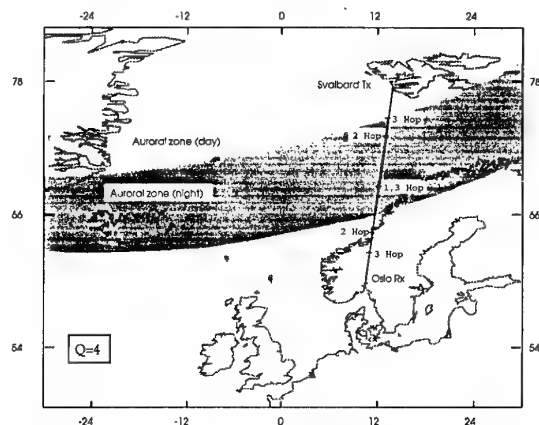 -24 -12 0 12 24
78 78
Svalbard Tx
3 Hop
2 Hop
Auroral zone (day)
Auroral zone (night)
1,3 Hop
66 66
2 Hop
3 Hop
Oslo Rx
54 54
Q=4
-24 -12 0 12 24